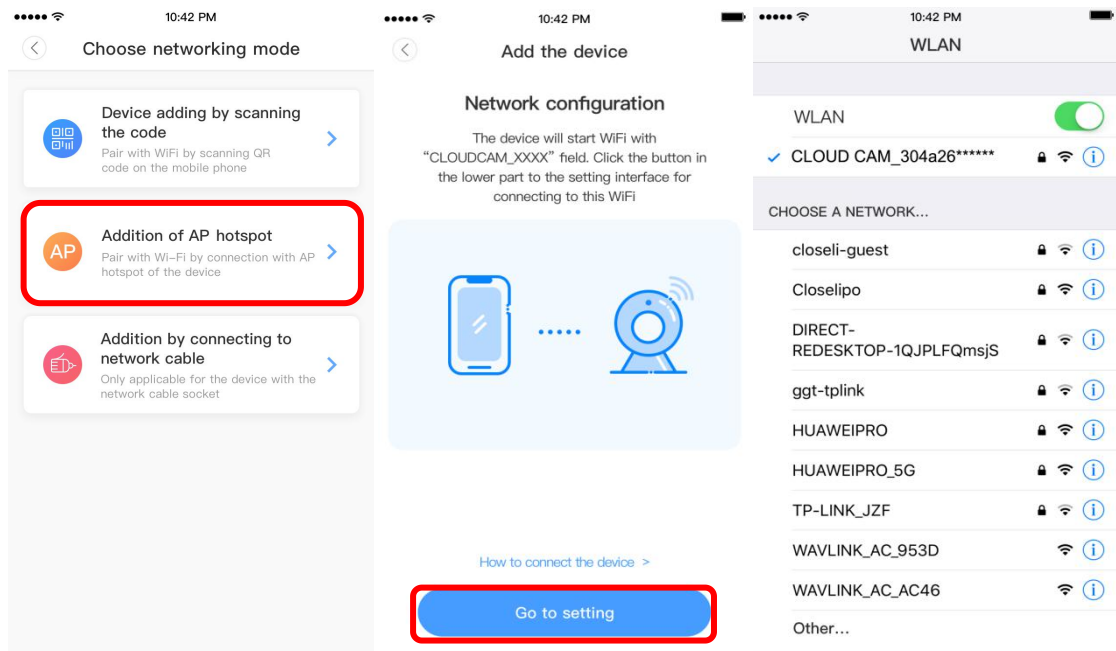 10:42 PM
Choose networking mode
Device adding by scanning
the code
Pair with WiFi by scanning QR
code on the mobile phone
AP
Addition of AP hotspot
Pair with Wi-Fi by connection with AP
hotspot of the device
Addition by connecting to
network cable
Only applicable for the device with the
network cable socket
10:42 PM
Add the device
Network configuration
The device will start WiFi with
“CLOUDCAM_XXXX” field. Click the button in
the lower part to the setting interface for
connecting to this WiFi
How to connect the device >
Go to setting
10:42 PM
WLAN
WLAN
CLOUD CAM_304a26******
CHOOSE A NETWORK...
closeli-guest
Closelipo
DIRECT-
REDESKTOP-1QJPLFQmsjS
ggt-tplink
HUAWEIPRO
HUAWEIPRO_5G
TP-LINK_JZF
WAVLINK_AC_953D
WAVLINK_AC_AC46
Other...